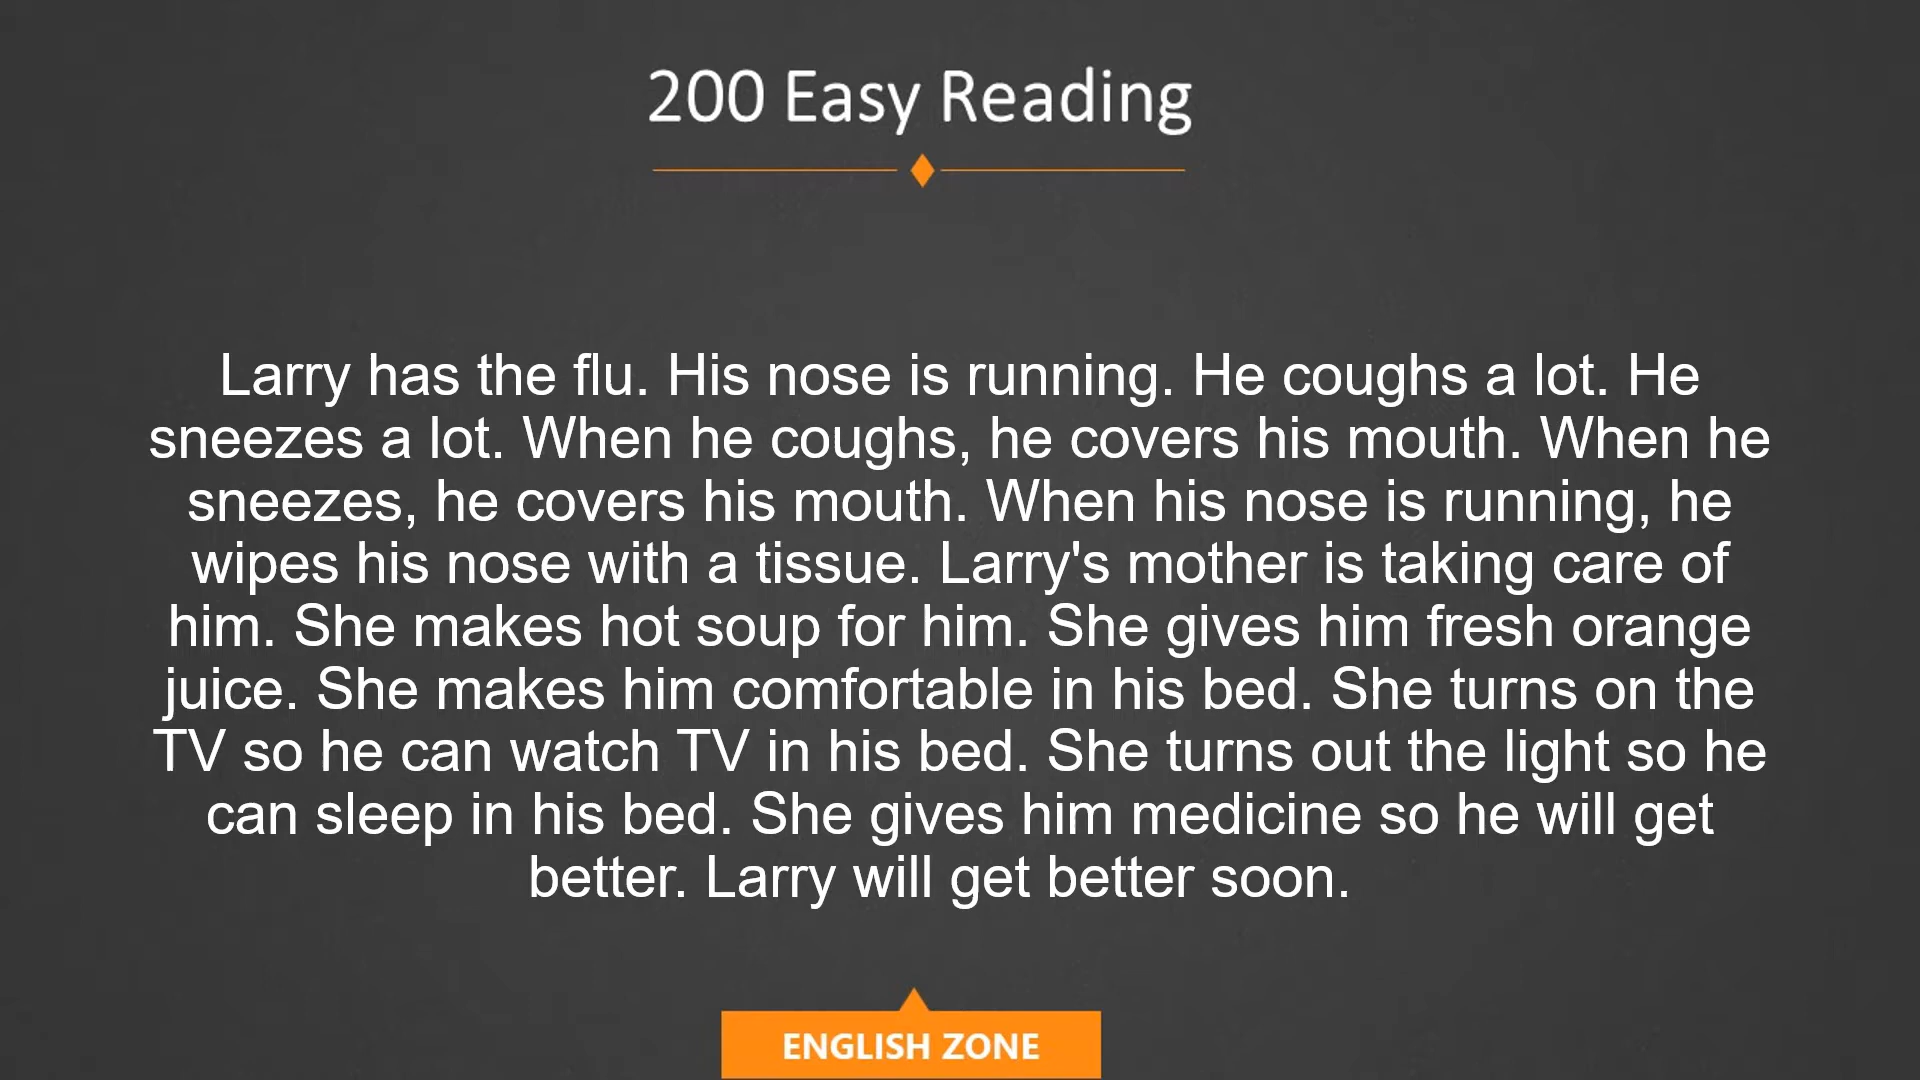 200 Easy Reading
Larry has the flu. His nose is running. He coughs a lot. He
sneezes a lot. When he coughs, he covers his mouth. When he
sneezes, he covers his mouth. When his nose is running, he
wipes his nose with a tissue. Larry's mother is taking care of
him. She makes hot soup for him. She gives him fresh orange
juice. She makes him comfortable in his bed. She turns on the
TV so he can watch TV in his bed. She turns out the light so he
can sleep in his bed. She gives him medicine so he will get
better. Larry will get better soon.
ENGLISH ZONE